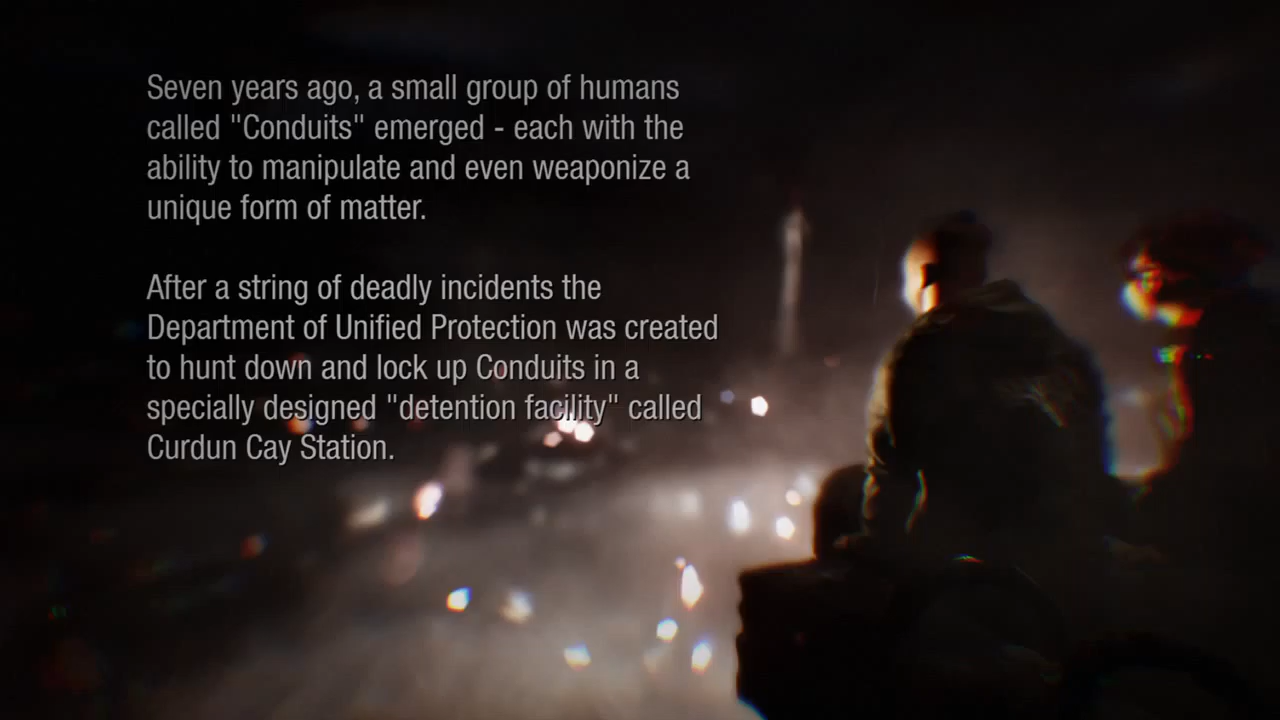 Seven years ago, a small group of humans
called "Conduits" emerged - each with the
ability to manipulate and even weaponize a
unique form of matter.
After a string of deadly incidents the
Department of Unified Protection was created
to hunt down and lock up Conduits in a
specially designed "detention facility" called
Curdun Cay Station.